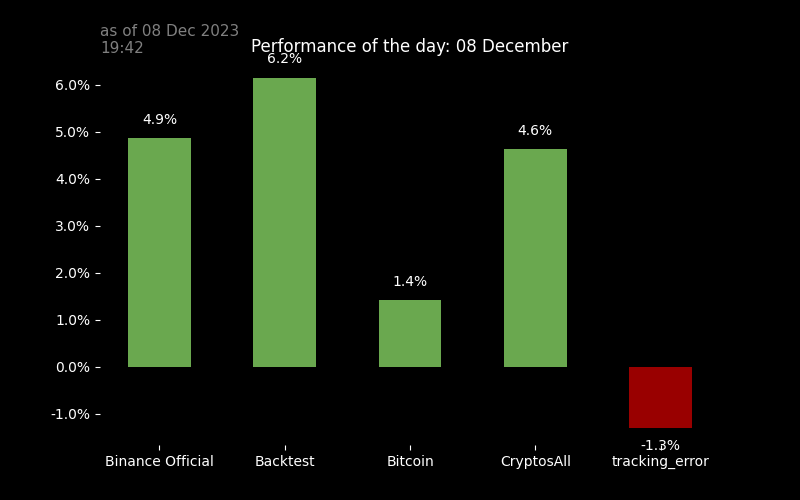 as of 08 Dec 2023
19:42
Performance of the day: 08 December
6.0%
5.0%
4.0%
3.0%
2.0%
1.0%
0.0%
-1.0%
4.9%
6.2%
1.4%
4.6%
-1.3%
Binance Official
Backtest
Bitcoin
CryptosAll
tracking_error